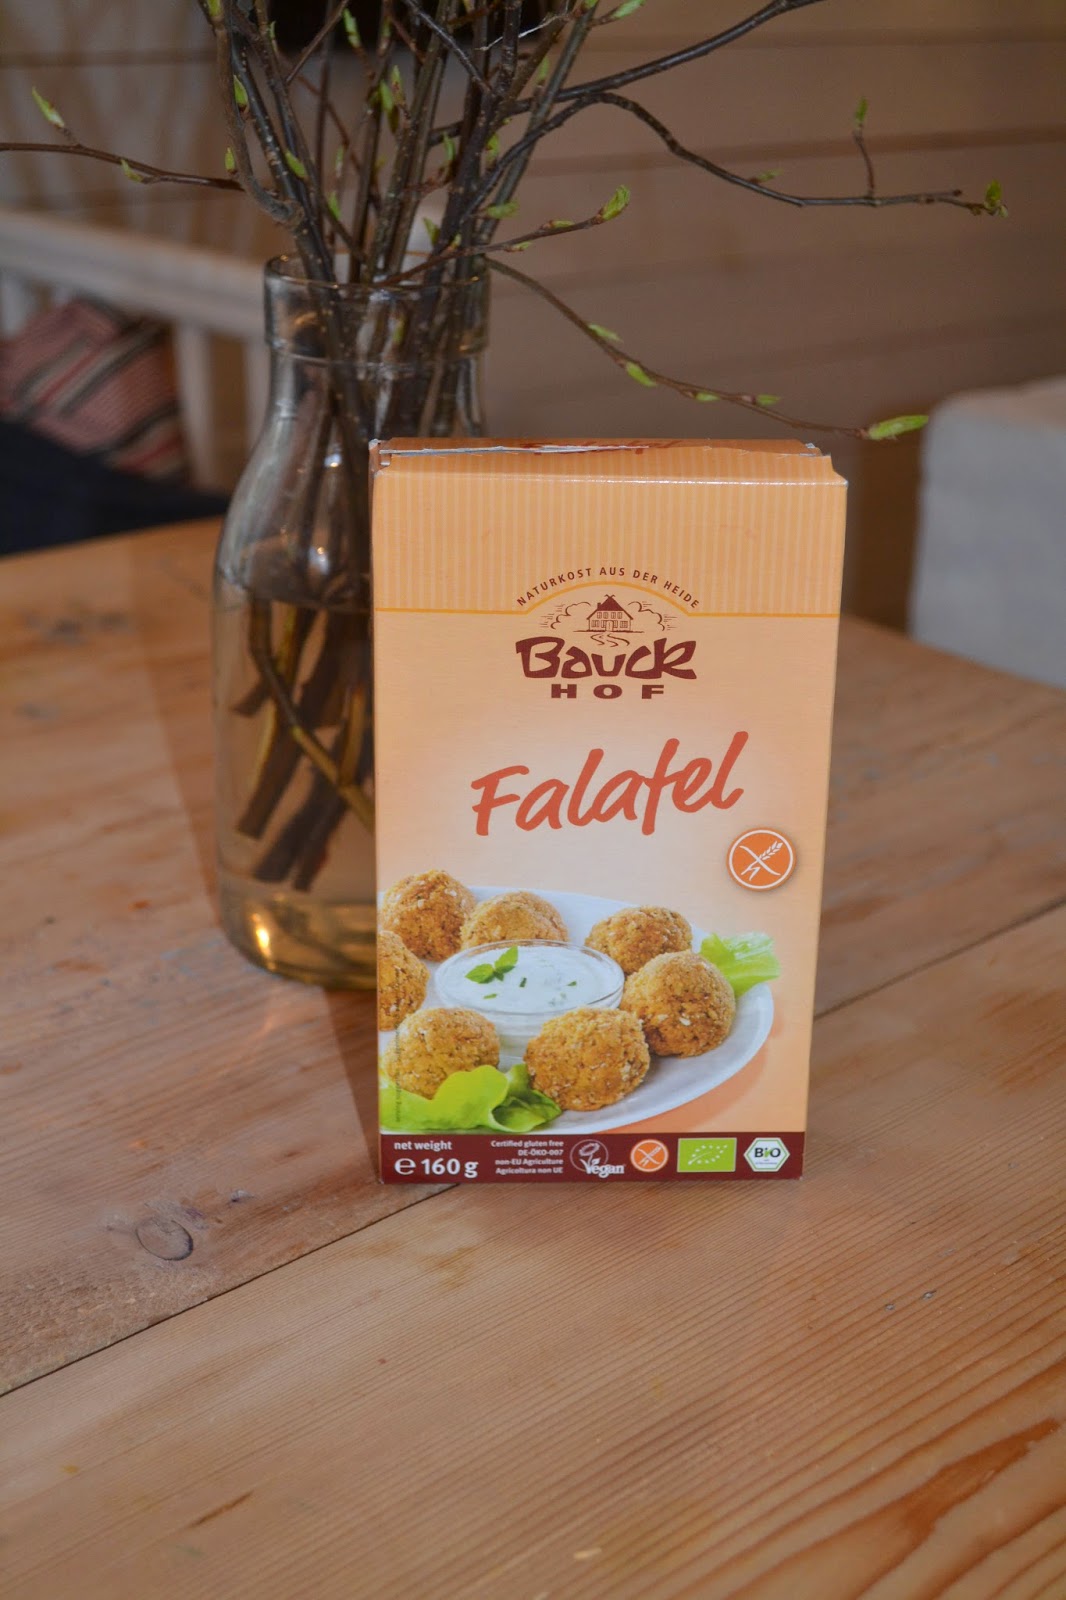 NATURKOST AUS DER HEIDE
Bauck
HOF
Falafel
net weight
e 160 g
Certified gluten free
DE-ÖKO-007
non-EU Agriculture
Agricoltura non UE
vegan
BIO